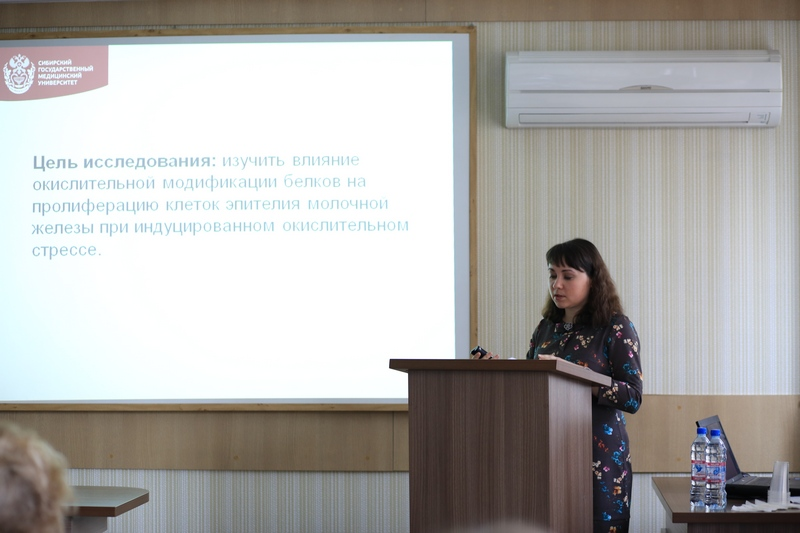 СИБИРСКИЙ
ГОСУДАРСТВЕННЫЙ
МЕДИЦИНСКИЙ
УНИВЕРСИТЕТ
Цель исследования: изучить влияние
окислительной модификации белков на
пролиферацию клеток эпителия молочной
железы при индуцированном окислительном
стрессе.